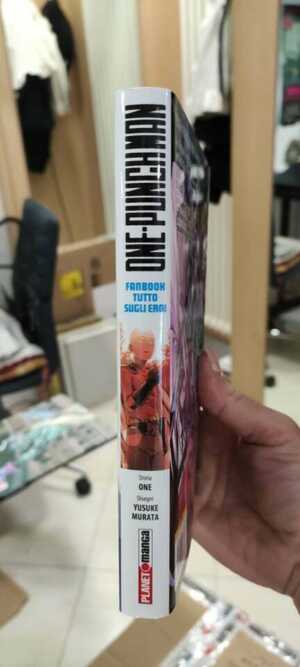 ONE-PUNCH MAN
FANBOOK
TUTTO
SUGLI EROI
Storia
ONE
Disegni
YUSUKE
MURATA
PLANET manga